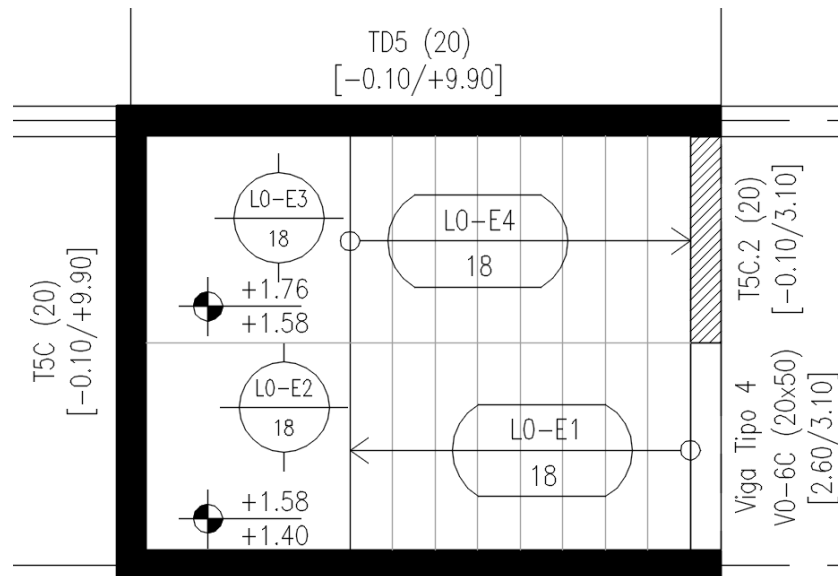 TD5 (20)
[-0.10/+9.90]
T5C (20)
[-0.10/+9.90]
L0-E3
18
L0-E4
18
+1.76
+1.58
T5C.2 (20)
[-0.10/3.10]
L0-E2
18
L0-E1
18
+1.58
+1.40
Viga Tipo 4
V0-6C (20x50)
[2.60/3.10]